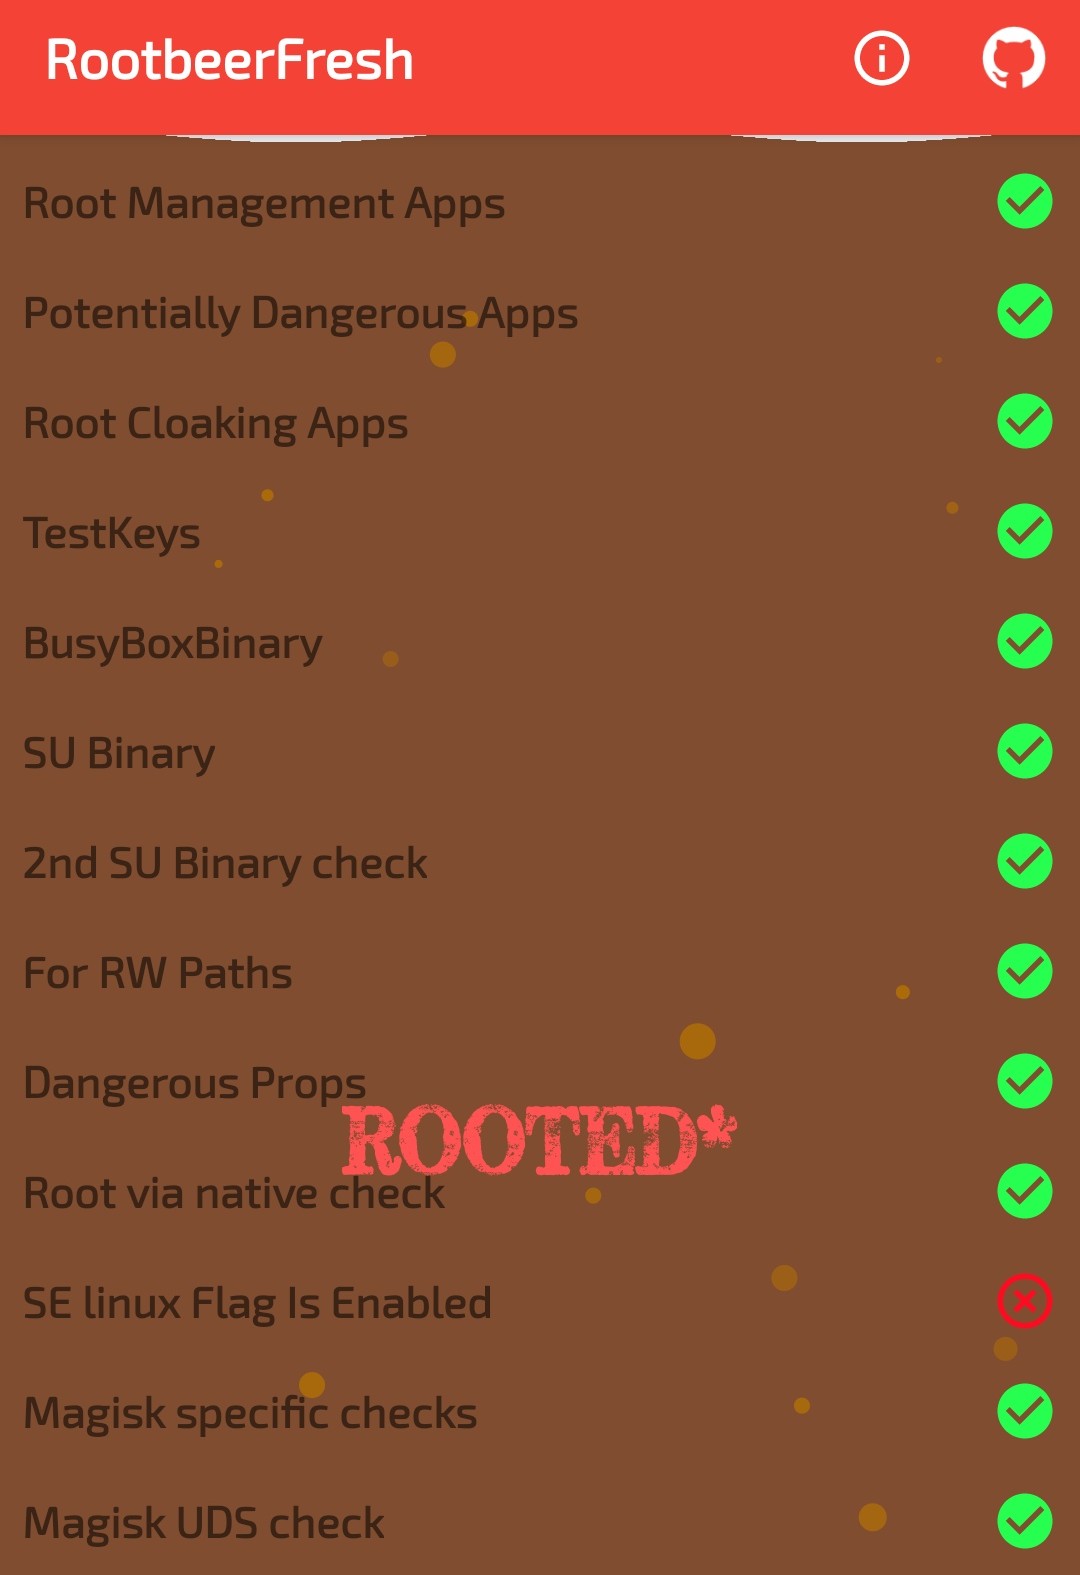 RootbeerFresh
Root Management Apps
Potentially Dangerous Apps
Root Cloaking Apps
TestKeys
BusyBoxBinary
SU Binary
2nd SU Binary check
For RW Paths
Dangerous Props
ROOTED*
Root via native check
SE linux Flag Is Enabled
Magisk specific checks
Magisk UDS check